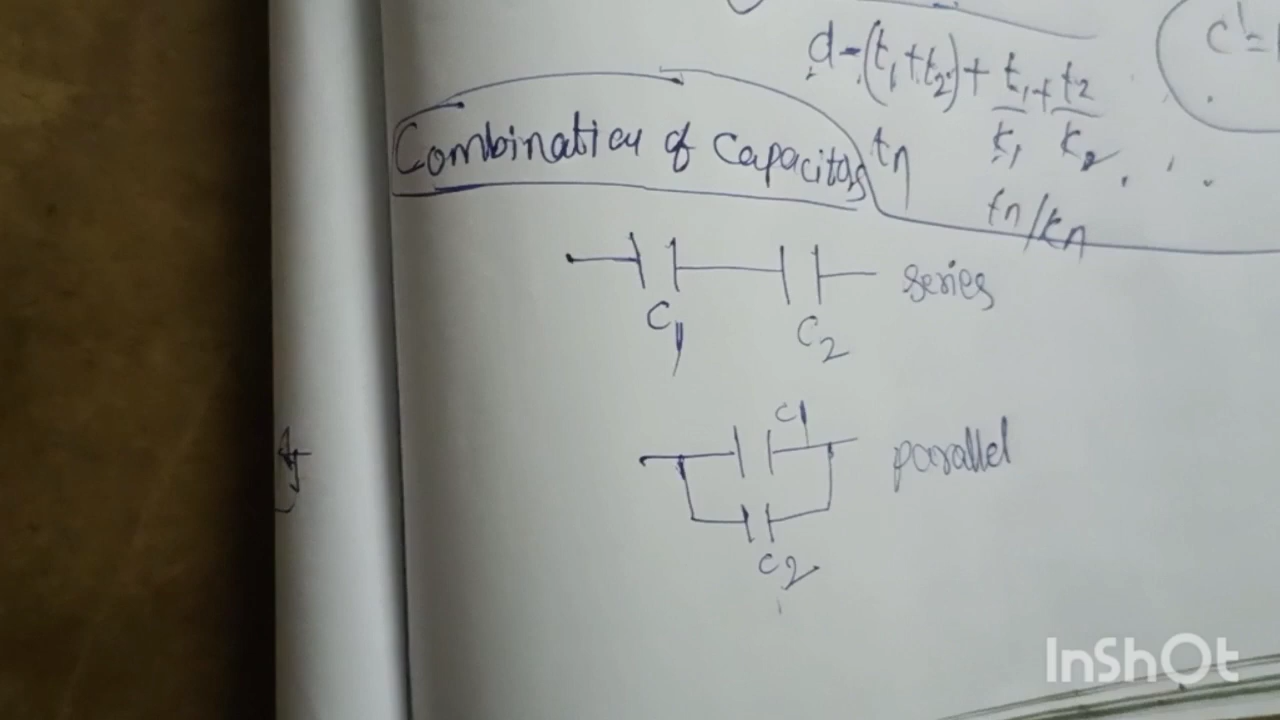 C' =
d-(t1+t2)+ t1/k1 + t2/k2 . . .
tn
tn/kn
Combination of Capacitors
series
C1
C2
C1
parallel
C2
InShOt